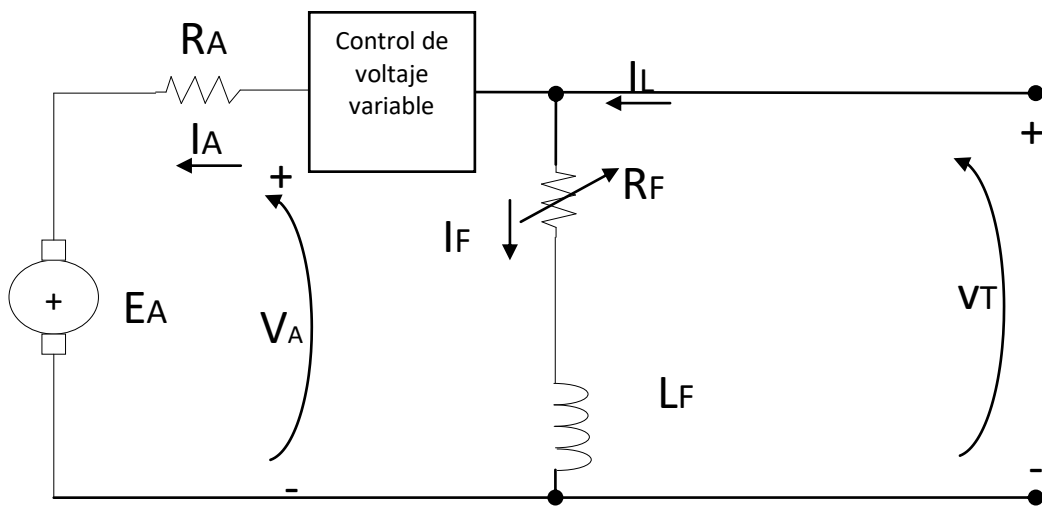 RA
Control de
voltaje
variable
IL
IA
+
+
RF
IF
+
EA
VA
VT
LF
-
-